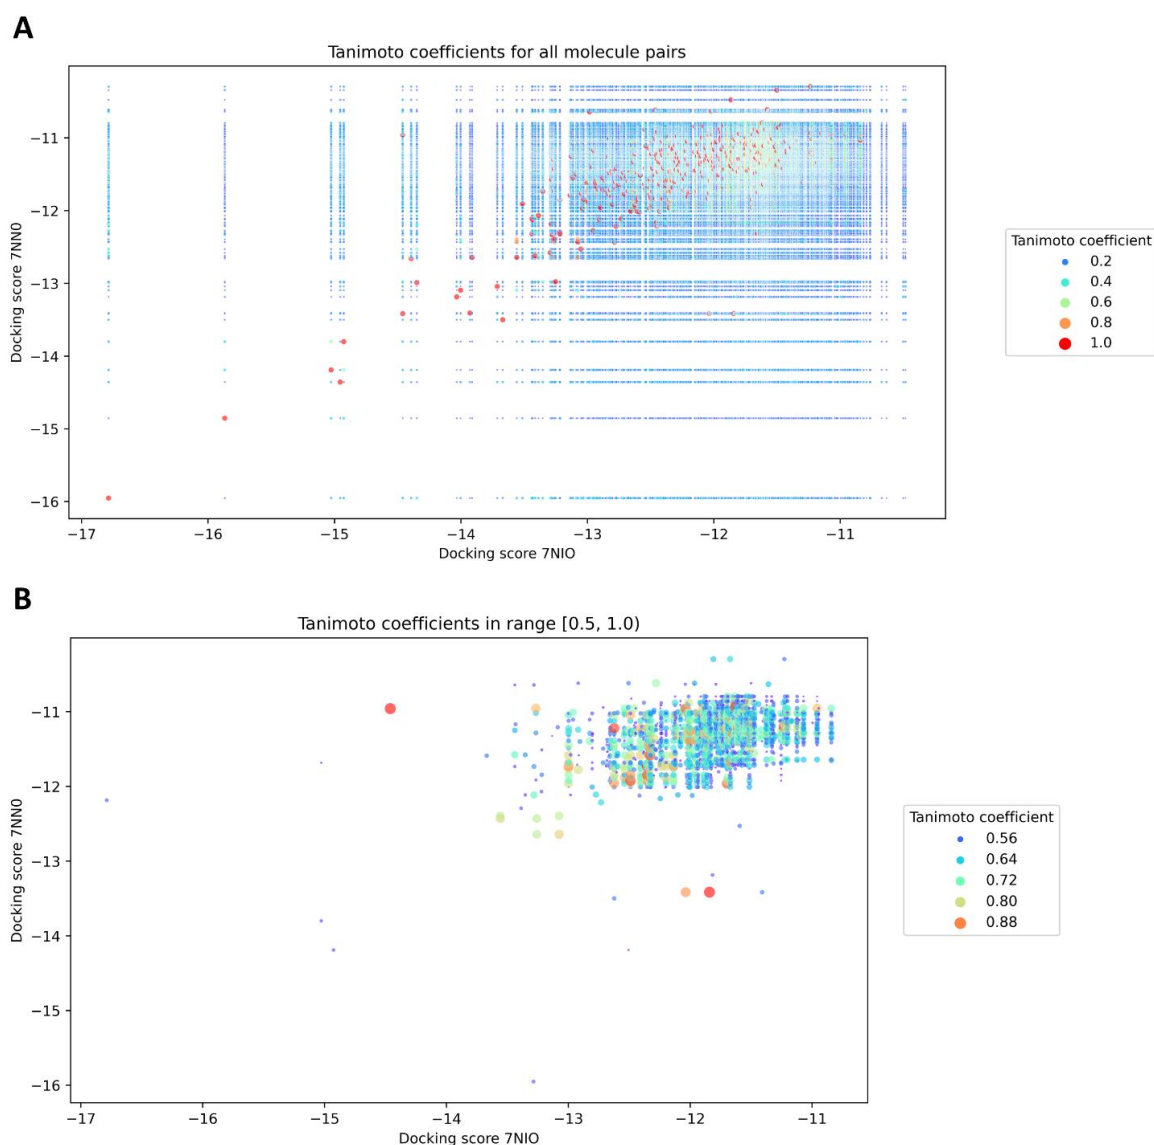 A
Tanimoto coefficients for all molecule pairs
−11
−12
−13
−14
−15
−16
Docking score 7NN0
−17 −16 −15 −14 −13 −12 −11
Docking score 7NIO
Tanimoto coefficient
0.2
0.4
0.6
0.8
1.0
B
Tanimoto coefficients in range [0.5, 1.0)
−11
−12
−13
−14
−15
−16
Docking score 7NN0
−17 −16 −15 −14 −13 −12 −11
Docking score 7NIO
Tanimoto coefficient
0.56
0.64
0.72
0.80
0.88